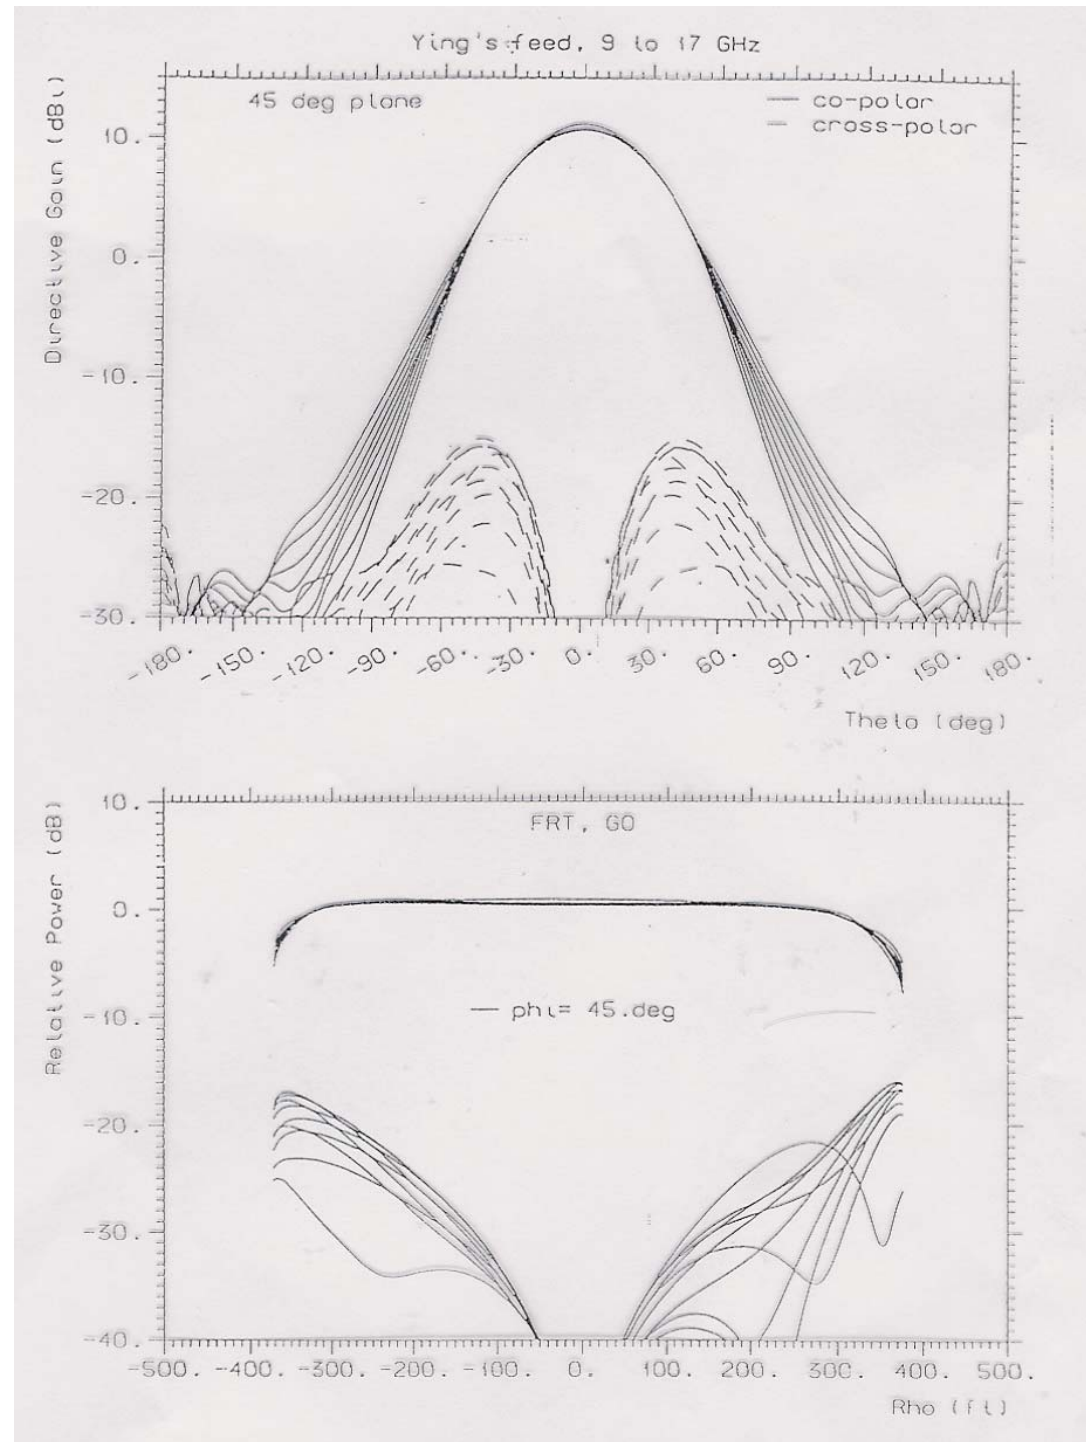 Ying's feed, 9 to 17 GHz
45 deg plane
co-polar
cross-polar
Directive Gain (dBi)
10.
0.
-10.
-20.
-30.
-180. -150. -120. -90. -60. -30. 0. 30. 60. 90. 120. 150. 180.
Theta (deg)
FRT, GO
phi= 45.deg
Relative Power (dB)
10.
0.
-10.
-20.
-30.
-40.
-500. -400. -300. -200. -100. 0. 100. 200. 300. 400. 500.
Rho (ft)